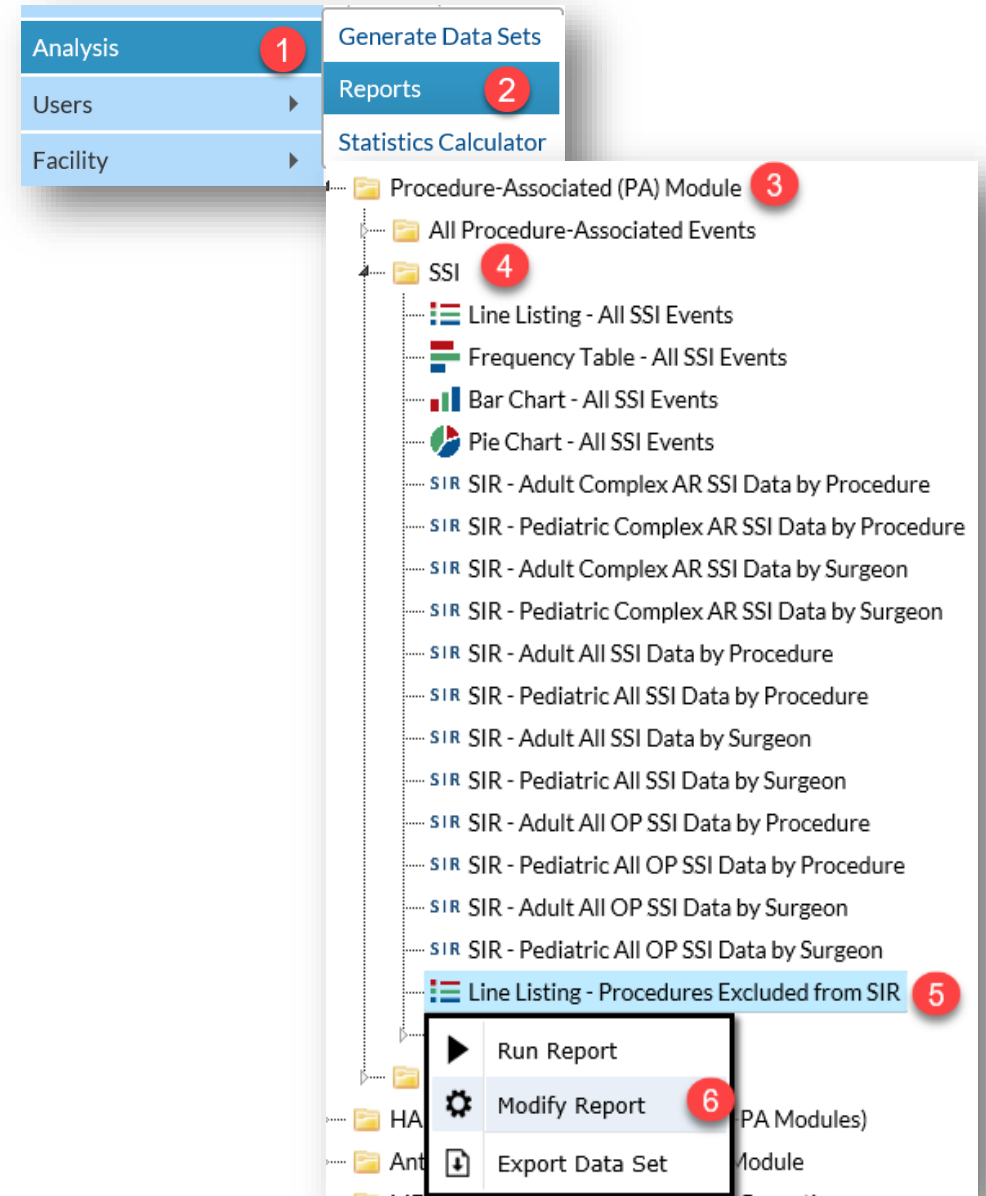 Analysis 1
Users
Facility
Generate Data Sets
Reports 2
Statistics Calculator
Procedure-Associated (PA) Module 3
All Procedure-Associated Events
SSI 4
Line Listing - All SSI Events
Frequency Table - All SSI Events
Bar Chart - All SSI Events
Pie Chart - All SSI Events
SIR SIR - Adult Complex AR SSI Data by Procedure
SIR SIR - Pediatric Complex AR SSI Data by Procedure
SIR SIR - Adult Complex AR SSI Data by Surgeon
SIR SIR - Pediatric Complex AR SSI Data by Surgeon
SIR SIR - Adult All SSI Data by Procedure
SIR SIR - Pediatric All SSI Data by Procedure
SIR SIR - Adult All SSI Data by Surgeon
SIR SIR - Pediatric All SSI Data by Surgeon
SIR SIR - Adult All OP SSI Data by Procedure
SIR SIR - Pediatric All OP SSI Data by Procedure
SIR SIR - Adult All OP SSI Data by Surgeon
SIR SIR - Pediatric All OP SSI Data by Surgeon
Line Listing - Procedures Excluded from SIR 5
Run Report
Modify Report 6
HA PA Modules)
Export Data Set
Ant Module